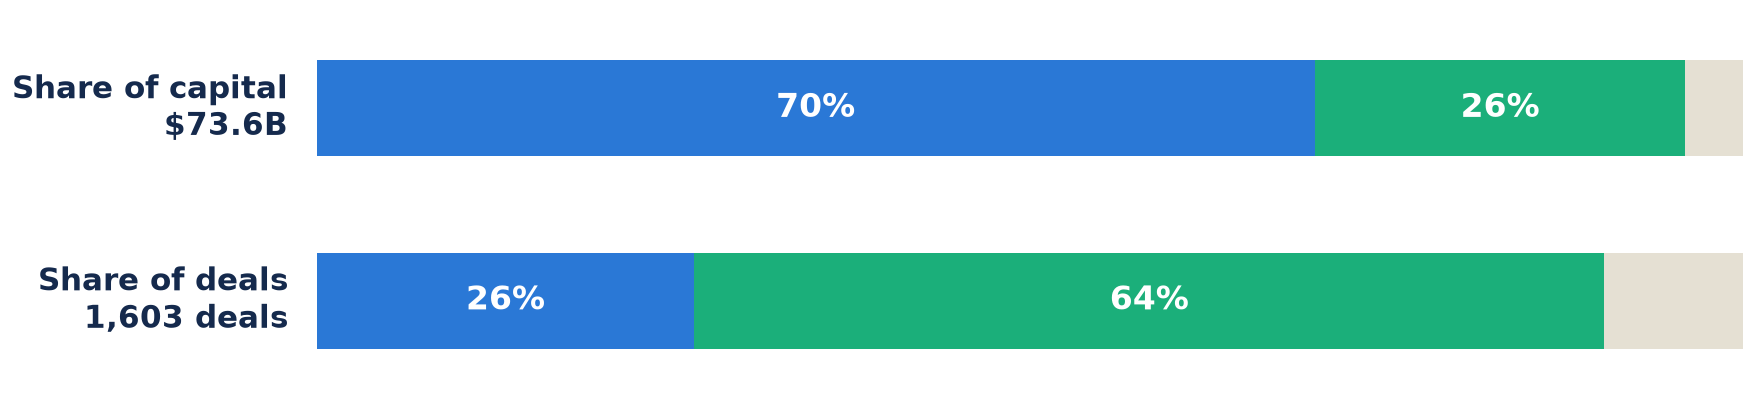 Share of capital
$73.6B
70%
26%
Share of deals
1,603 deals
26%
64%